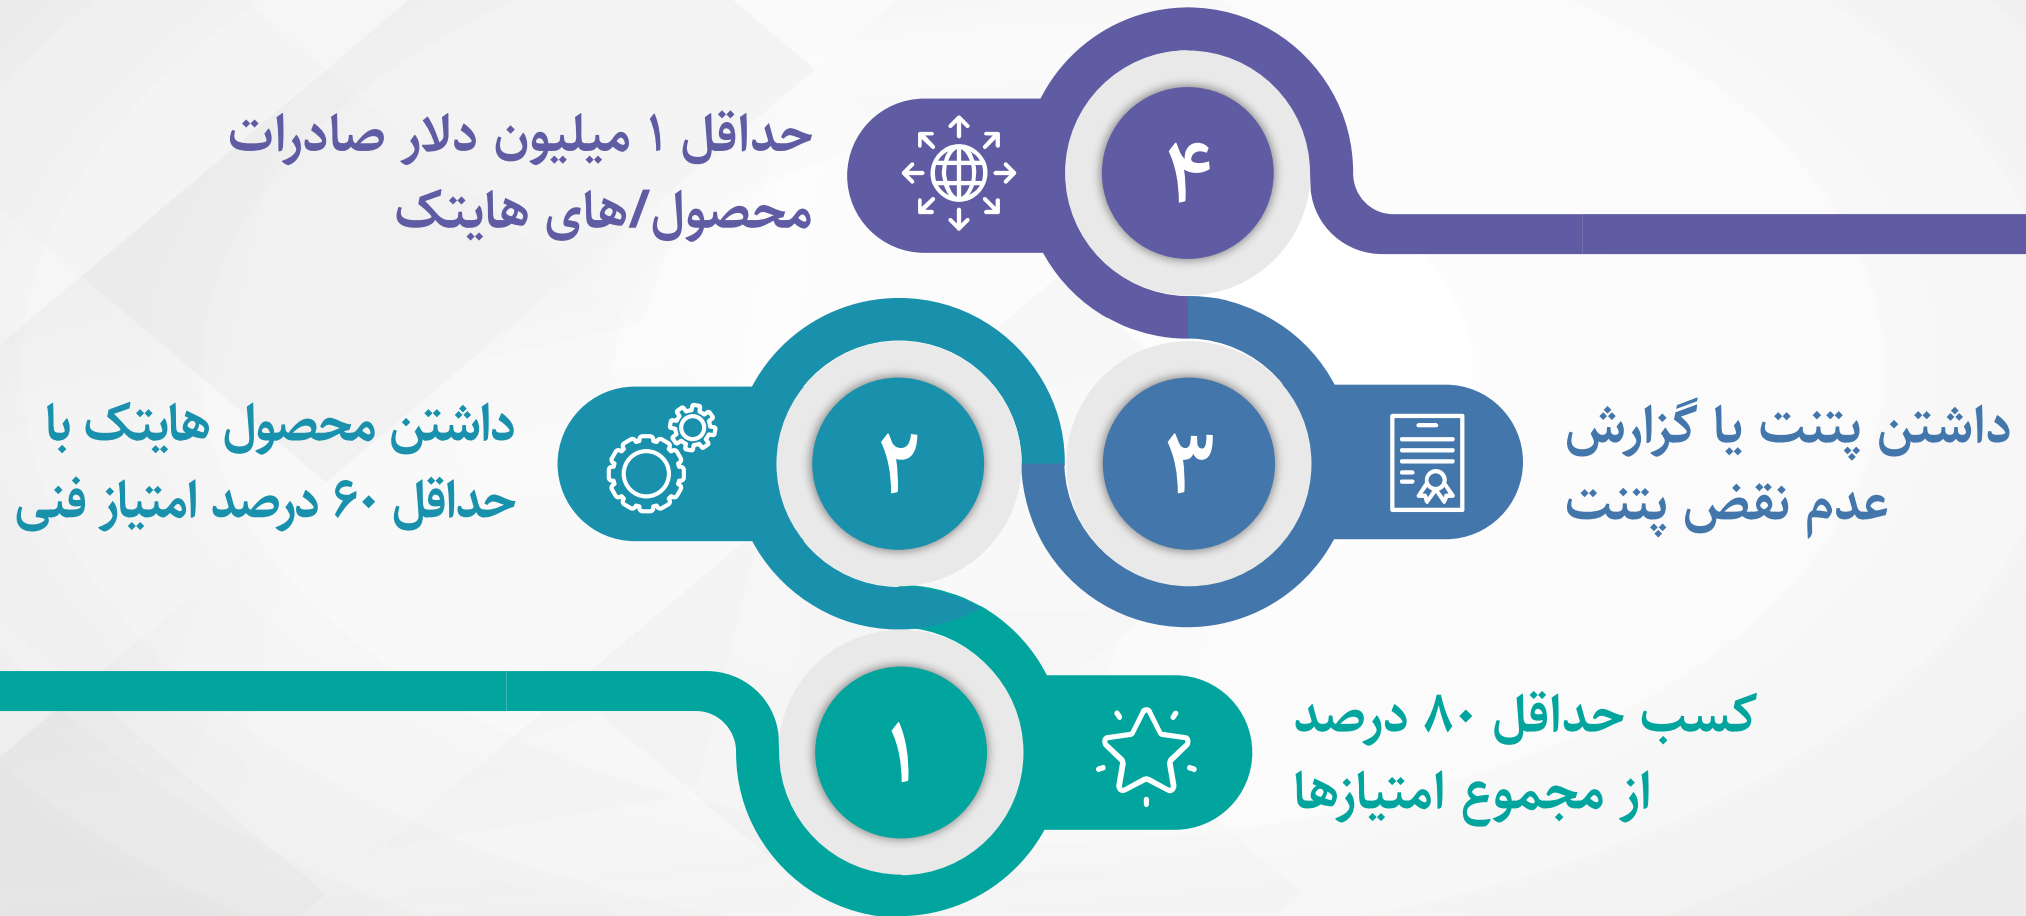 حداقل ۱ میلیون دلار صادرات
محصول/های هایتک
۴
داشتن پتنت یا گزارش
عدم نقض پتنت
۳
۲
داشتن محصول هایتک با
حداقل ۶۰ درصد امتیاز فنی
۱
کسب حداقل ۸۰ درصد
از مجموع امتیازها